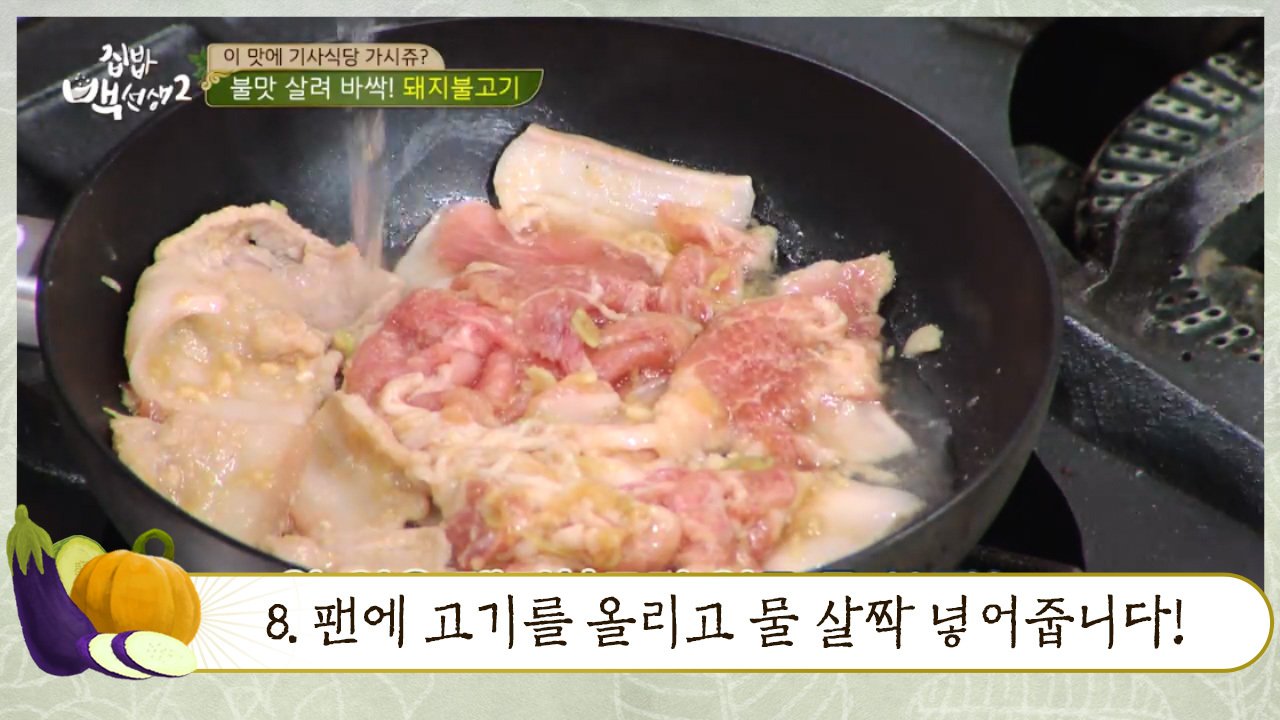 집밥
백선생2
이 맛에 기사식당 가시쥬?
불맛 살려 바싹! 돼지불고기
8. 팬에 고기를 올리고 물 살짝 넣어줍니다!